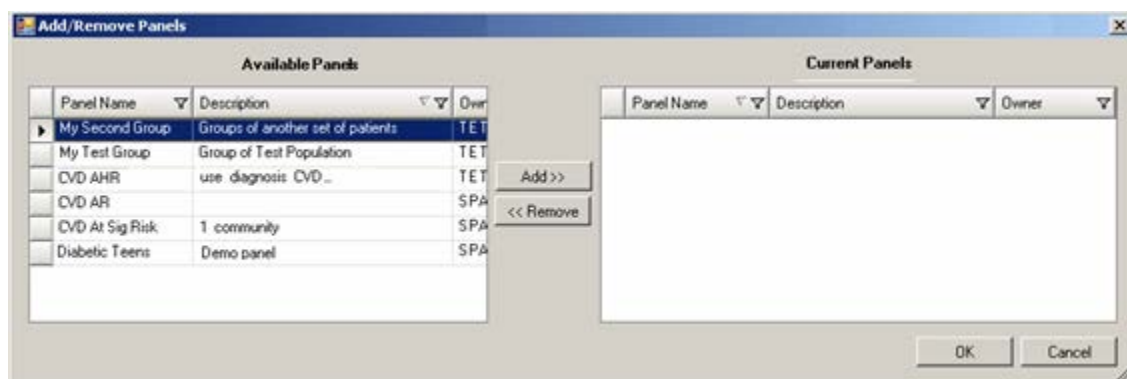 Add/Remove Panels
Available Panels
Panel Name Description Owr
My Second Group Groups of another set of patients TET
My Test Group Group of Test Population TET
CVD AHR use diagnosis CVD... TET
CVD AR SPA
CVD At Sig Risk 1 community SPA
Diabetic Teens Demo panel SPA
Add >>
<< Remove
Current Panels
Panel Name Description Owner
OK Cancel